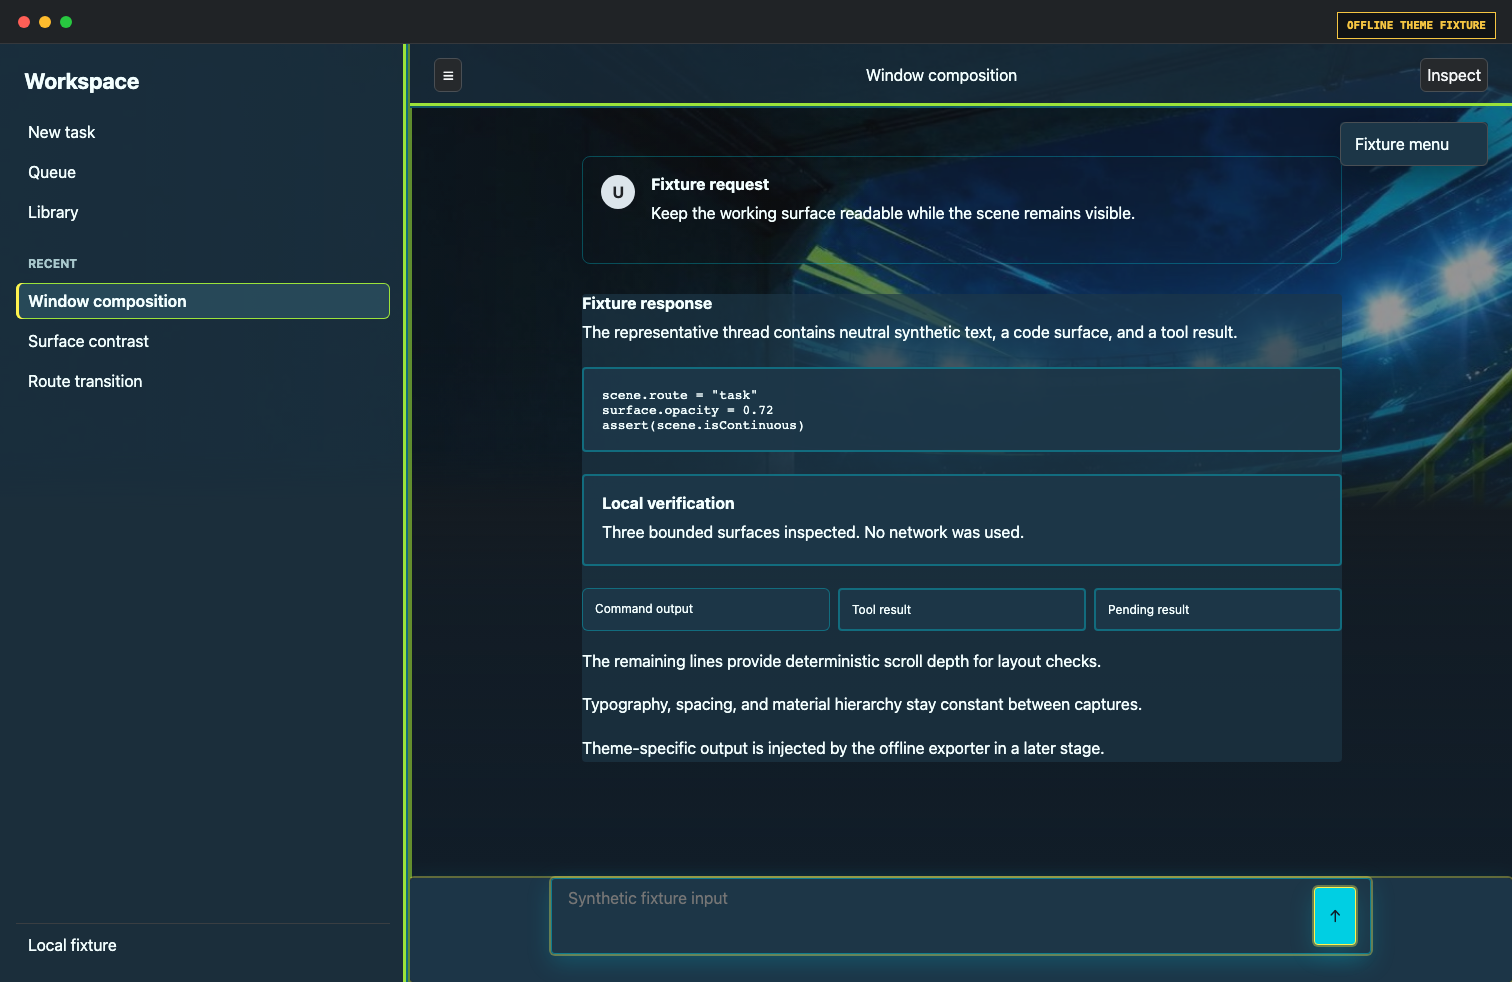 OFFLINE THEME FIXTURE
Workspace
New task
Queue
Library
RECENT
Window composition
Surface contrast
Route transition
Local fixture
≡
Window composition
Inspect
Fixture menu
U
Fixture request
Keep the working surface readable while the scene remains visible.
Fixture response
The representative thread contains neutral synthetic text, a code surface, and a tool result.
scene.route = "task"
surface.opacity = 0.72
assert(scene.isContinuous)
Local verification
Three bounded surfaces inspected. No network was used.
Command output
Tool result
Pending result
The remaining lines provide deterministic scroll depth for layout checks.
Typography, spacing, and material hierarchy stay constant between captures.
Theme-specific output is injected by the offline exporter in a later stage.
Synthetic fixture input
↑